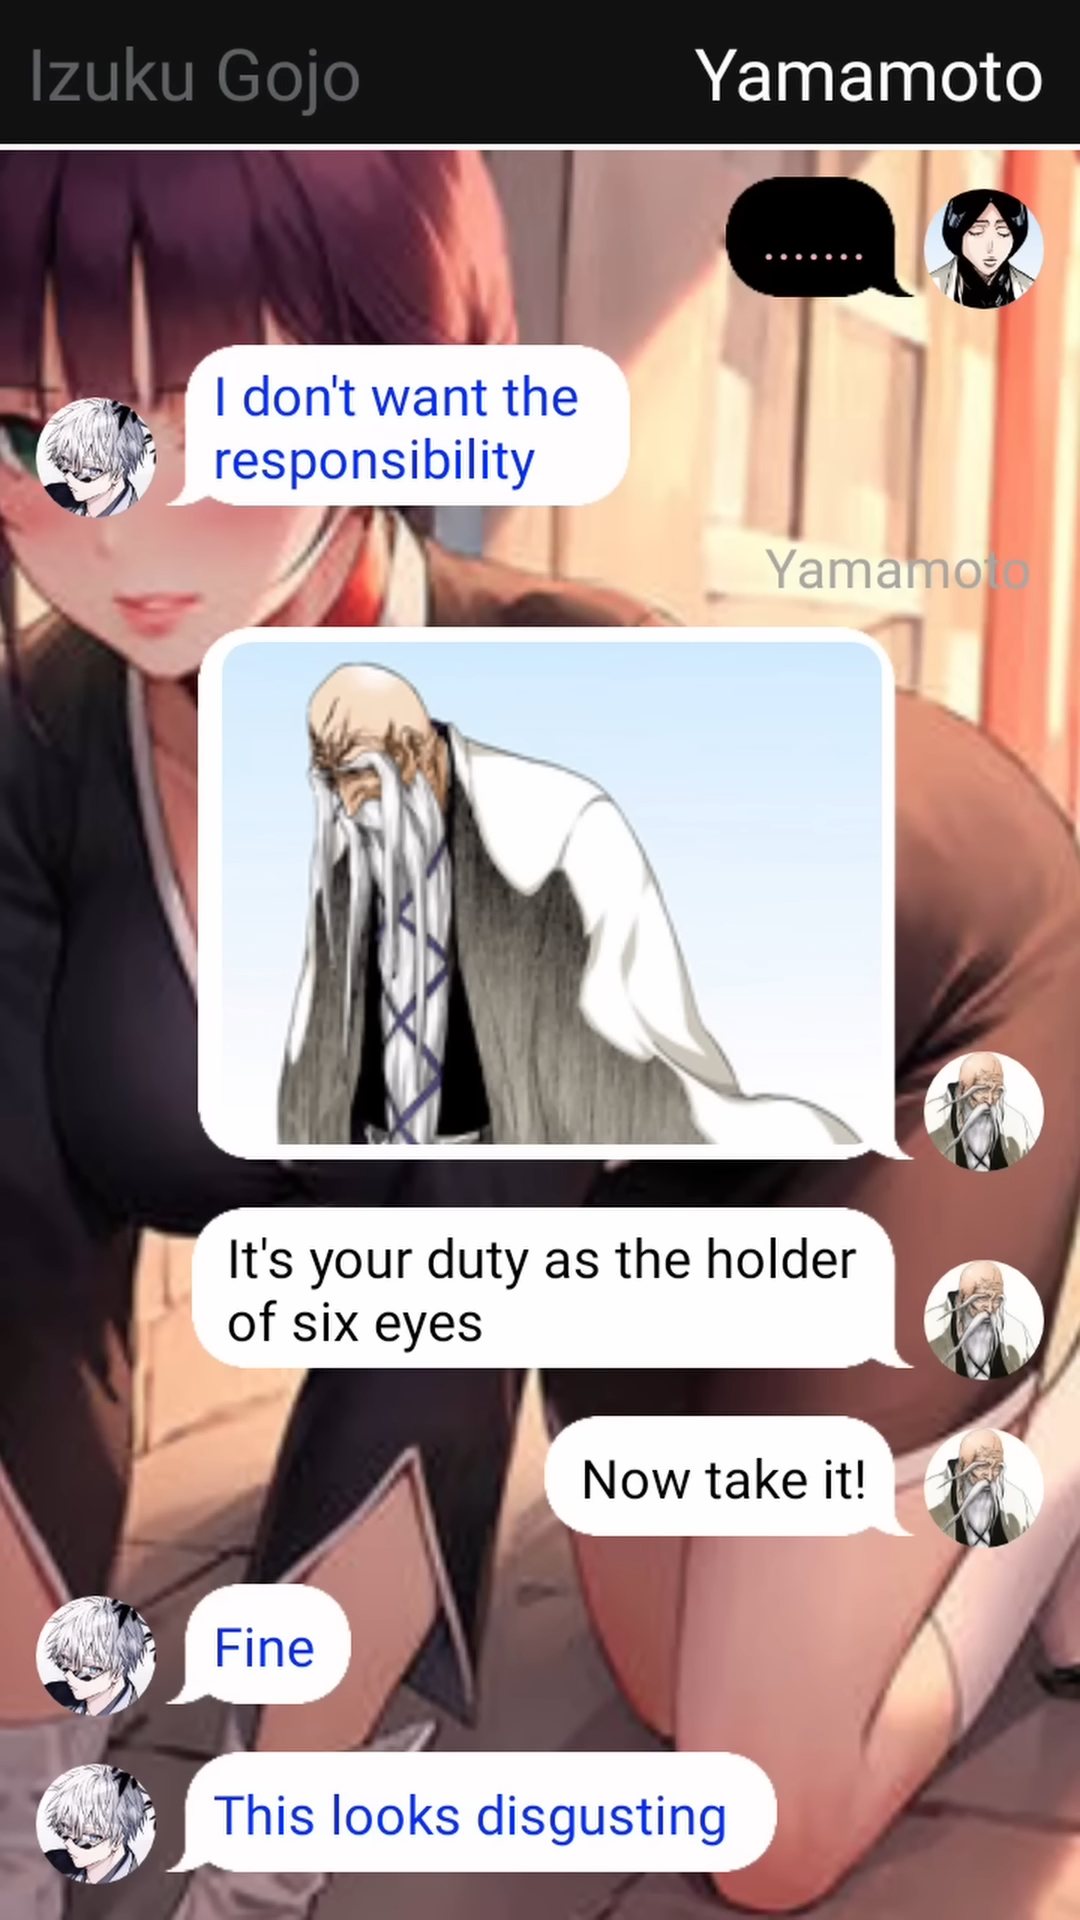 Izuku Gojo
Yamamoto
.......
I don't want the
responsibility
Yamamoto
It's your duty as the holder
of six eyes
Now take it!
Fine
This looks disgusting